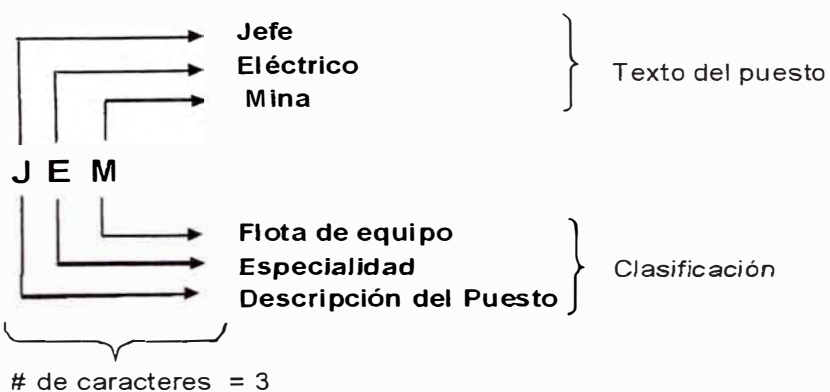 Jefe
Eléctrico
Mina
Texto del puesto
J E M
Flota de equipo
Especialidad
Descripción del Puesto
Clasificación
# de caracteres = 3